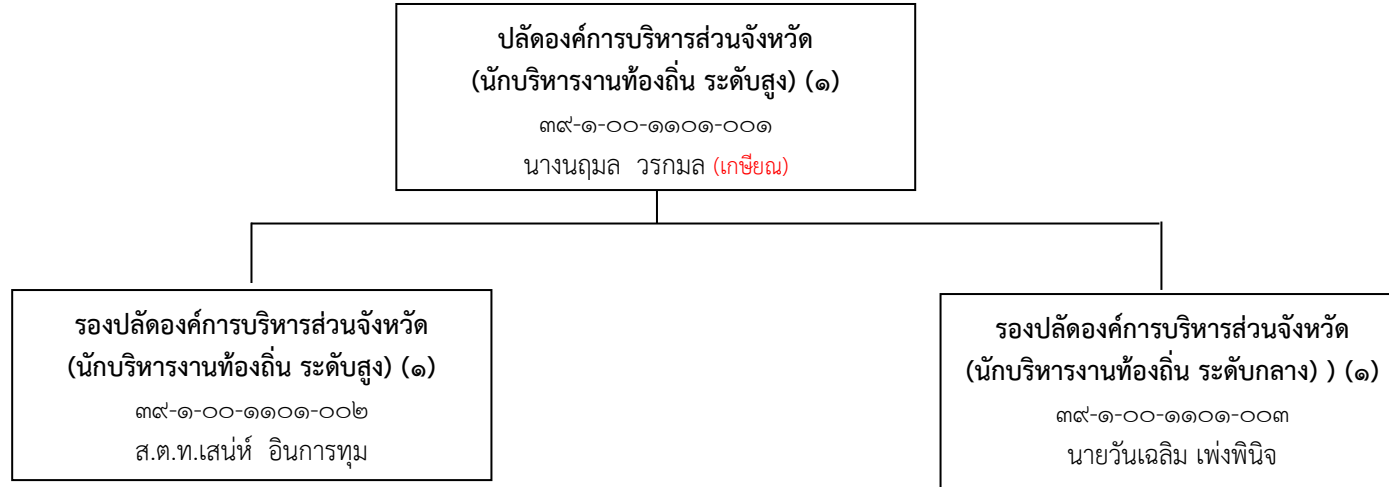 ปลัดองค์การบริหารส่วนจังหวัด
(นักบริหารงานท้องถิ่น ระดับสูง) (๑)
๓๙-๑-๐๐-๑๑๐๑-๐๐๑
นางนฤมล วรกมล (เกษียณ)
รองปลัดองค์การบริหารส่วนจังหวัด
(นักบริหารงานท้องถิ่น ระดับสูง) (๑)
๓๙-๑-๐๐-๑๑๐๑-๐๐๒
ส.ต.ท.เสน่ห์ อินการทุม
รองปลัดองค์การบริหารส่วนจังหวัด
(นักบริหารงานท้องถิ่น ระดับกลาง) ) (๑)
๓๙-๑-๐๐-๑๑๐๑-๐๐๓
นายวันเฉลิม เพ่งพินิจ